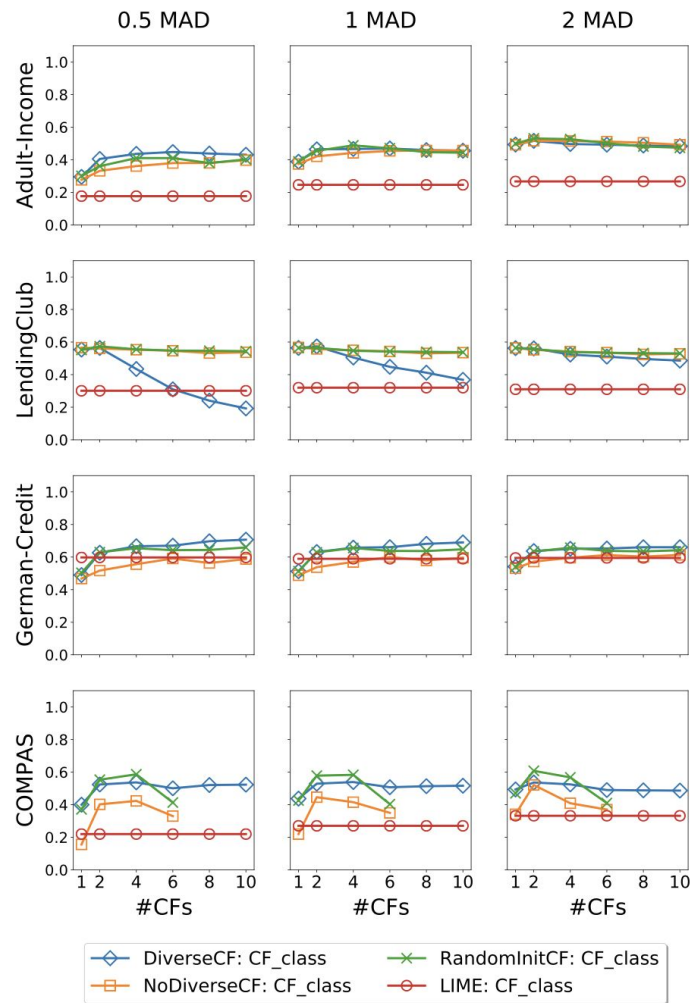 0.5 MAD 1 MAD 2 MAD
Adult-Income
1.0
0.8
0.6
0.4
0.2
0.0
LendingClub
1.0
0.8
0.6
0.4
0.2
0.0
German-Credit
1.0
0.8
0.6
0.4
0.2
0.0
COMPAS
1.0
0.8
0.6
0.4
0.2
0.0
1 2 4 6 8 10 1 2 4 6 8 10 1 2 4 6 8 10
#CFs #CFs #CFs
DiverseCF: CF_class RandomInitCF: CF_class
NoDiverseCF: CF_class LIME: CF_class